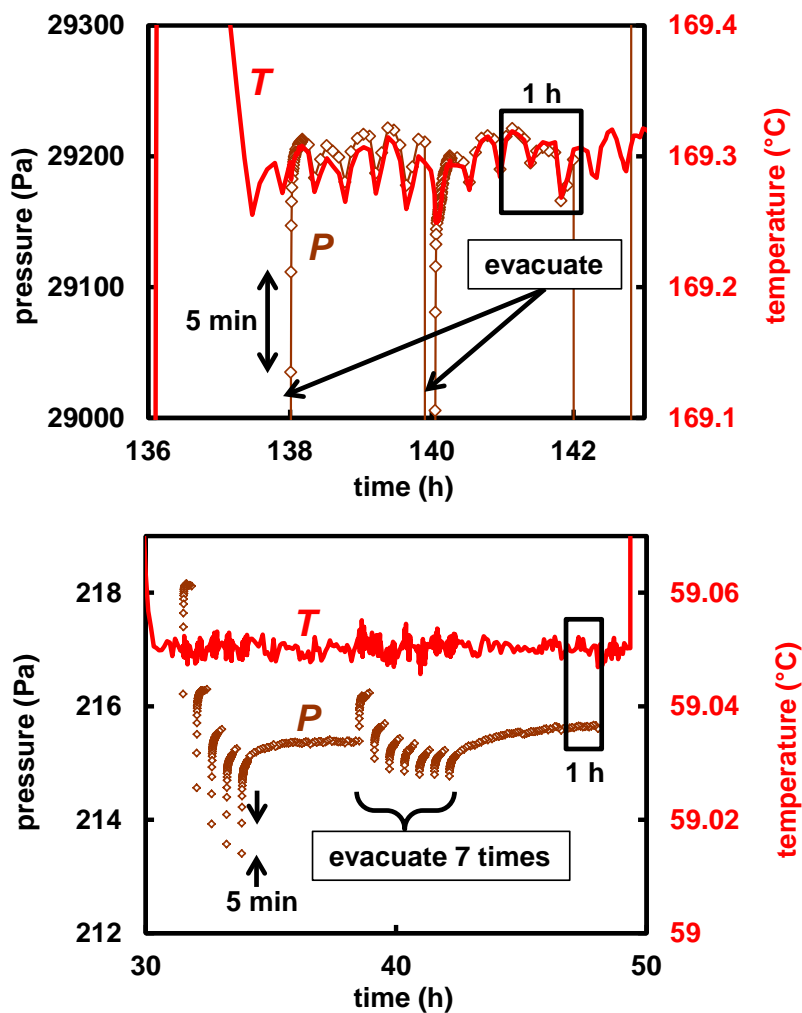 29300
169.4
T
1 h
29200
169.3
pressure (Pa)
temperature (°C)
P
evacuate
29100
169.2
5 min
29000
169.1
136
138
140
142
time (h)
218
59.06
T
216
59.04
P
pressure (Pa)
temperature (°C)
1 h
214
59.02
evacuate 7 times
5 min
212
59
30
40
50
time (h)